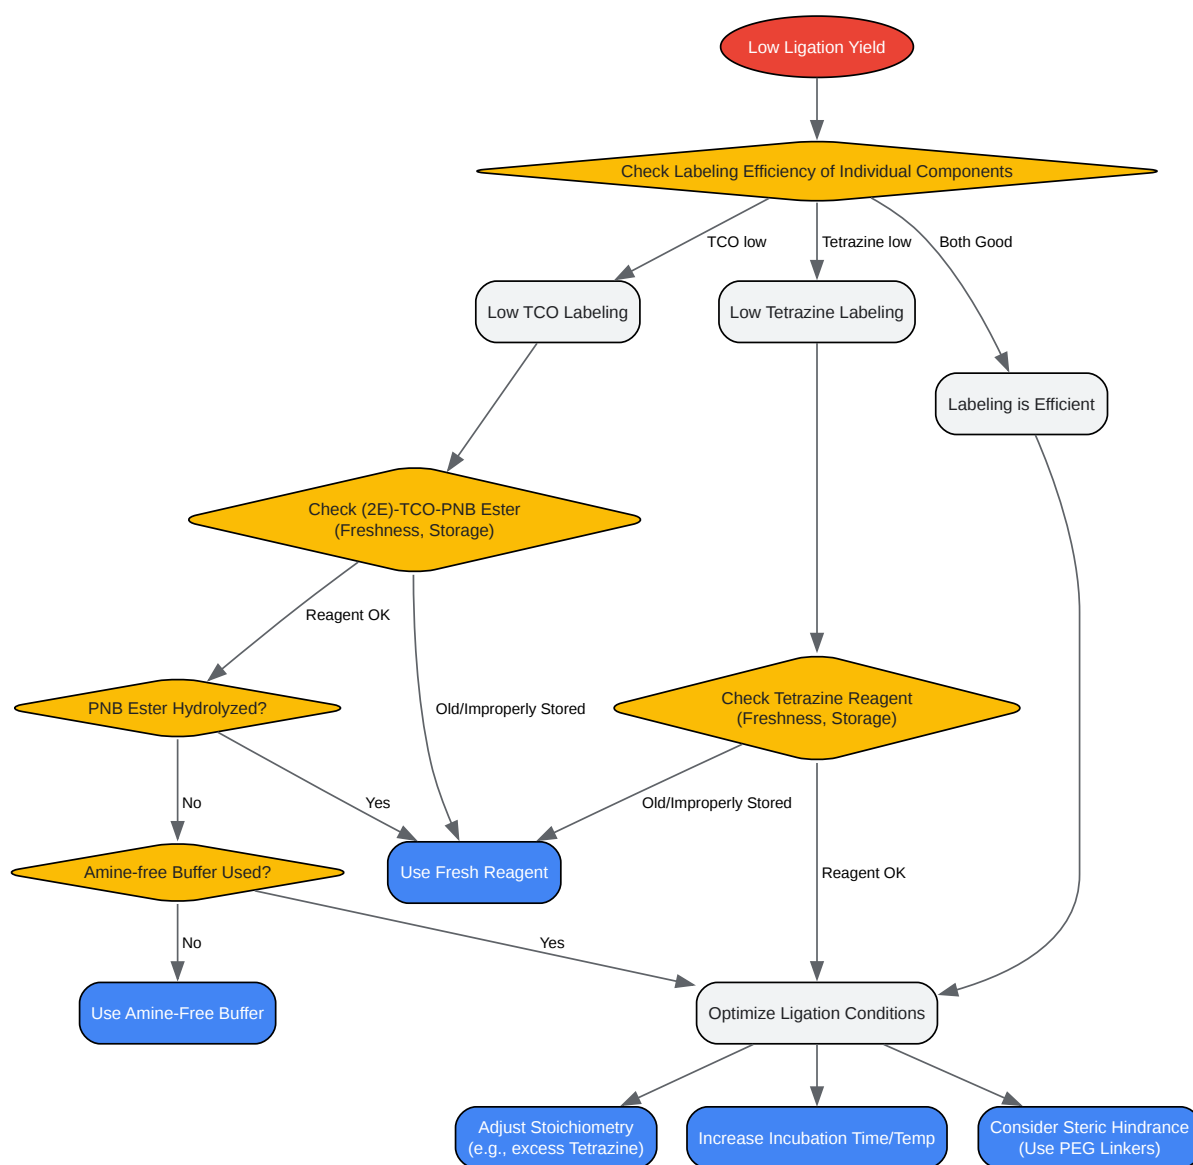 Low Ligation Yield
Check Labeling Efficiency of Individual Components
TCO low
Tetrazine low
Both Good
Low TCO Labeling
Low Tetrazine Labeling
Labeling is Efficient
Check (2E)-TCO-PNB Ester
(Freshness, Storage)
Reagent OK
Old/Improperly Stored
PNB Ester Hydrolyzed?
Check Tetrazine Reagent
(Freshness, Storage)
No
Yes
Old/Improperly Stored
Amine-free Buffer Used?
Use Fresh Reagent
Reagent OK
No
Yes
Use Amine-Free Buffer
Optimize Ligation Conditions
Adjust Stoichiometry
(e.g., excess Tetrazine)
Increase Incubation Time/Temp
Consider Steric Hindrance
(Use PEG Linkers)